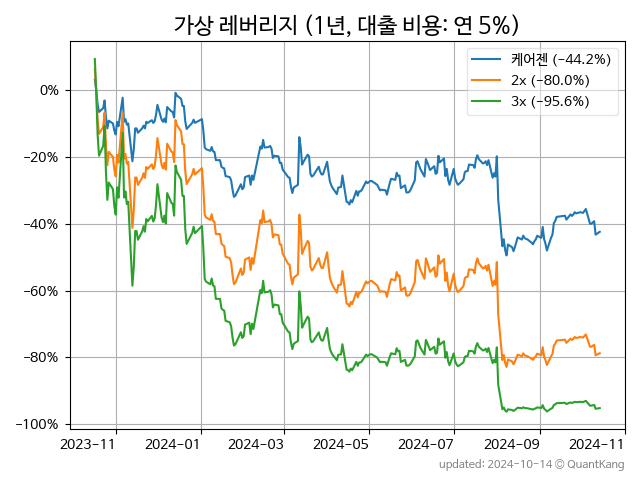 가상 레버리지 (1년, 대출 비용: 연 5%)
케어젠 (−44.2%)
2x (−80.0%)
3x (−95.6%)
0%
−20%
−40%
−60%
−80%
−100%
2023−11 2024−01 2024−03 2024−05 2024−07 2024−09 2024−11
updated: 2024-10-14 © QuantKang